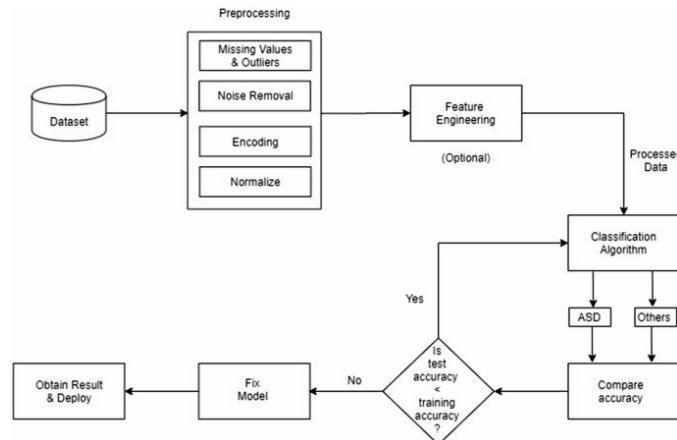 Preprocessing
Missing Values
& Outliers
Noise Removal
Encoding
Normalize
Dataset
Feature
Engineering
(Optional)
Processed
Data
Classification
Algorithm
ASD
Others
Compare
accuracy
Yes
Is
test
accuracy
<
training
accuracy
?
No
Fix
Model
Obtain Result
& Deploy